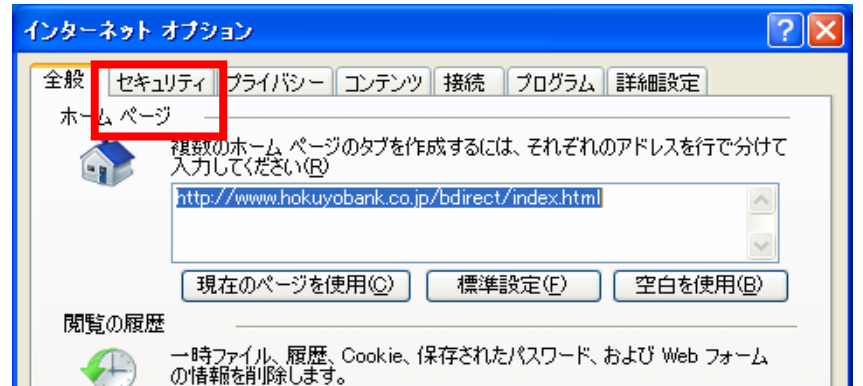 インターネット オプション
全般 セキュリティ プライバシー コンテンツ 接続 プログラム 詳細設定
ホーム ページ
複数のホーム ページのタブを作成するには、それぞれのアドレスを行で分けて
入力してください(R)
http://www.hokuyobank.co.jp/bdirect/index.html
現在のページを使用(C) 標準設定(F) 空白を使用(B)
閲覧の履歴
一時ファイル、履歴、Cookie、保存されたパスワード、および Web フォーム
の情報を削除します。